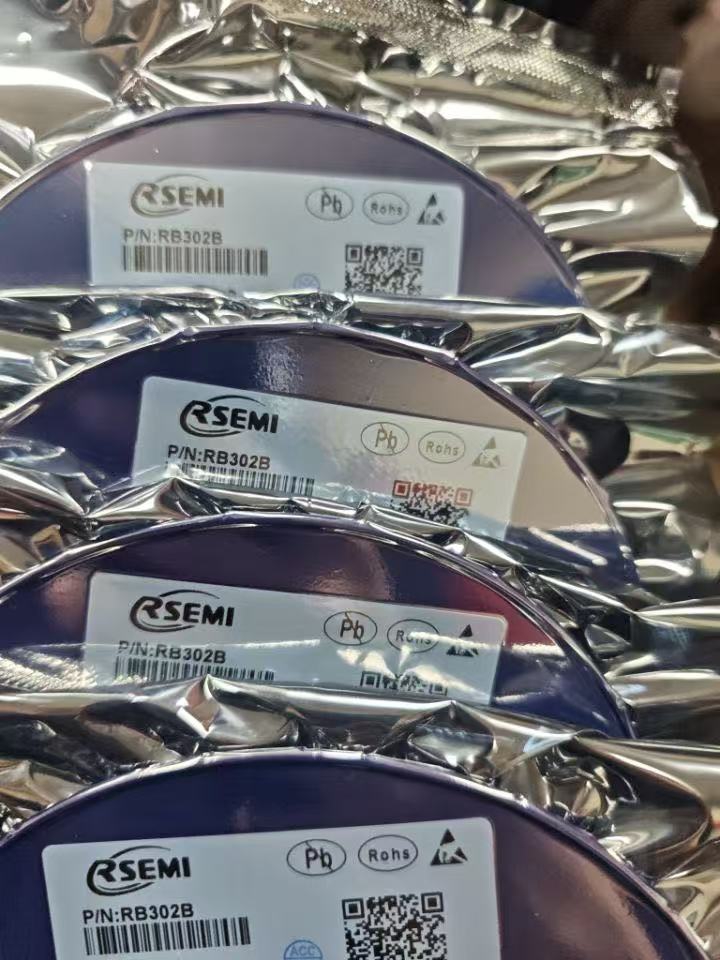 RSEMI
Pb
RoHS
P/N:RB302B
RSEMI
Pb
RoHS
P/N:RB302B
RSEMI
Pb
RoHS
P/N:RB302B
RSEMI
Pb
RoHS
P/N:RB302B
ACC